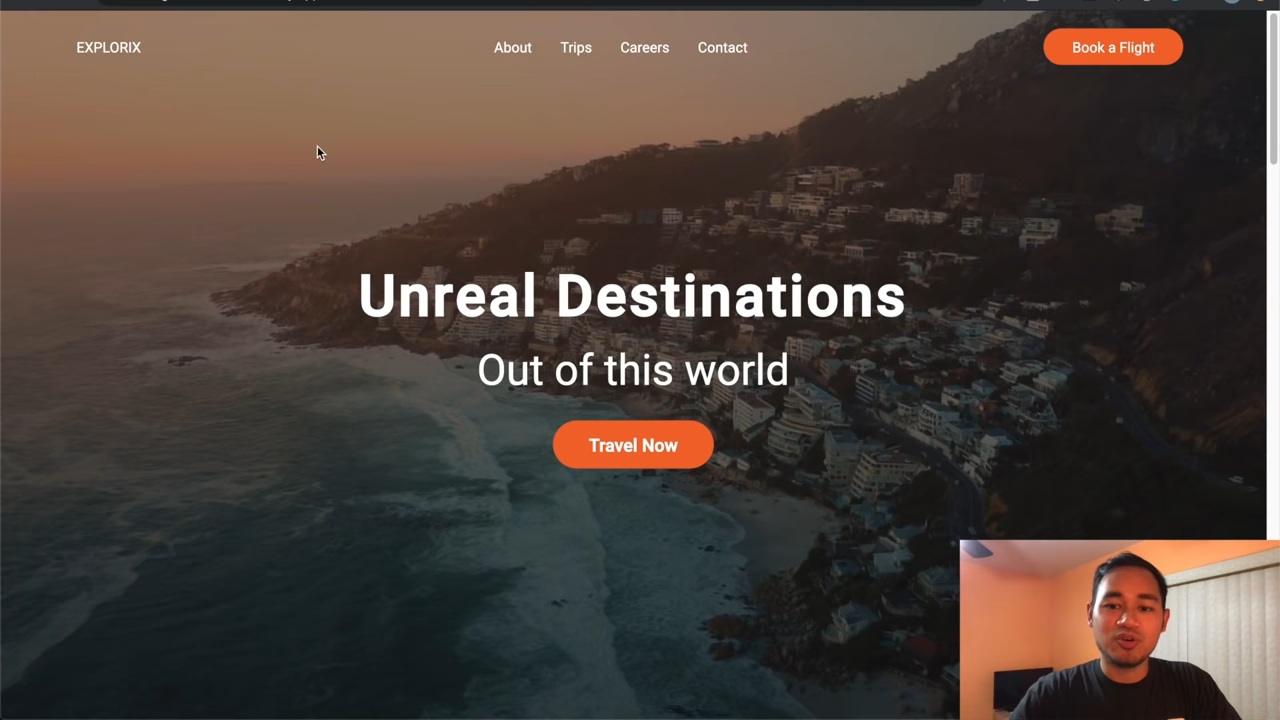 EXPLORIX
About Trips Careers Contact
Book a Flight
Unreal Destinations
Out of this world
Travel Now